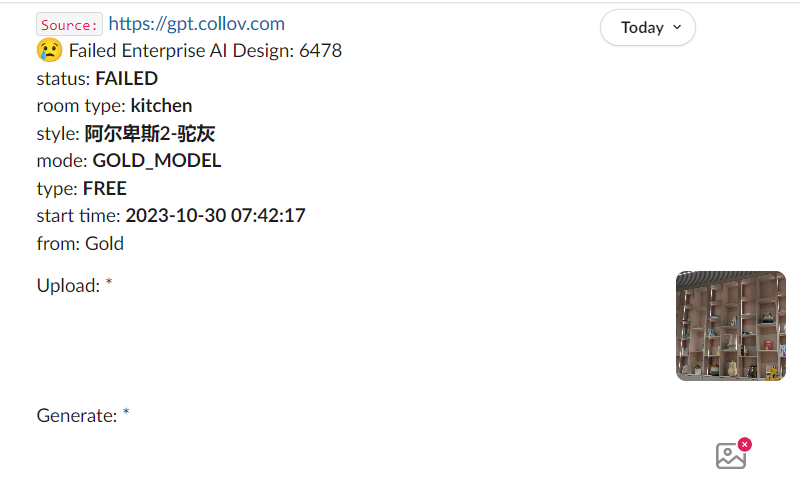 Source: https://gpt.collov.com
Today
😢 Failed Enterprise AI Design: 6478
status: FAILED
room type: kitchen
style: 阿尔卑斯2-驼灰
mode: GOLD_MODEL
type: FREE
start time: 2023-10-30 07:42:17
from: Gold
Upload: *
Generate: *